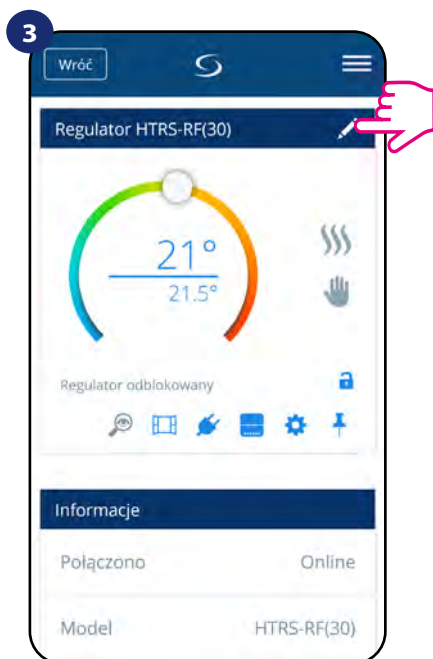 3
Wróć
Regulator HTRS-RF(30)
21°
21.5°
Regulator odblokowany
Informacje
Połączono Online
Model HTRS-RF(30)